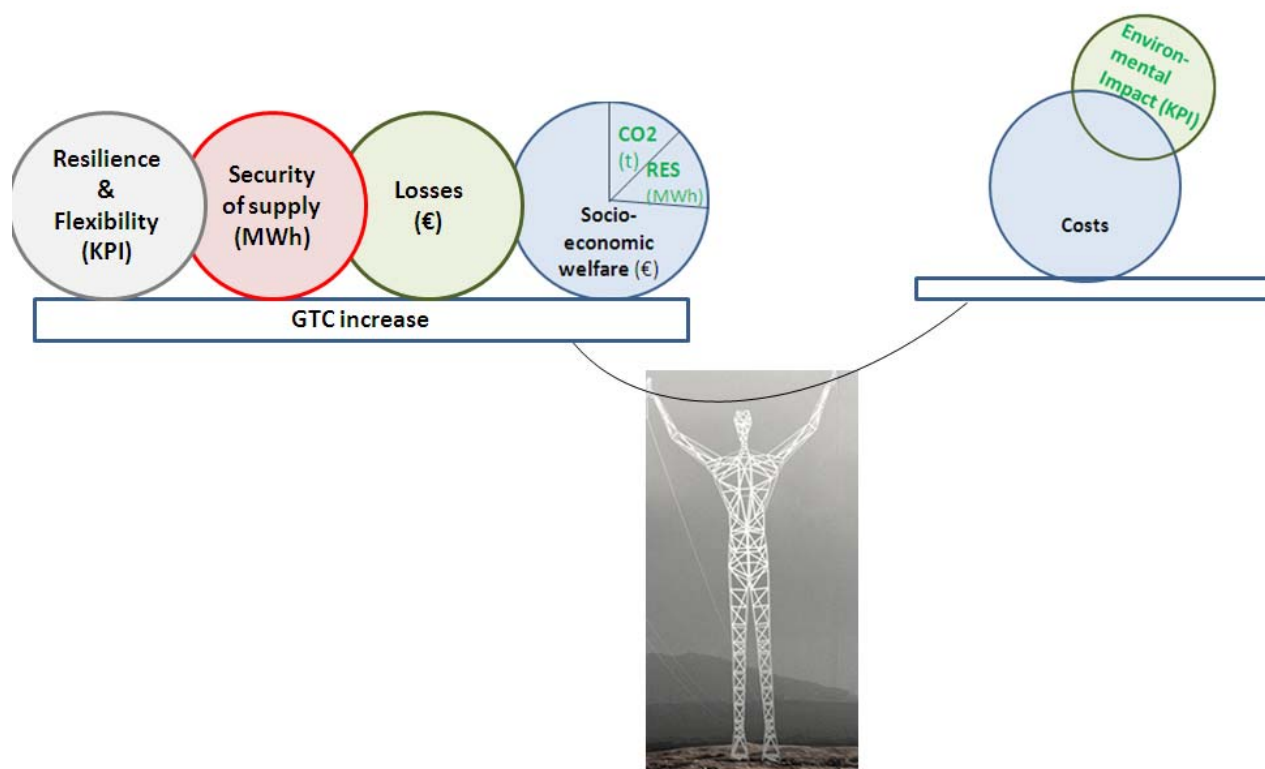 Resilience
&
Flexibility
(KPI)
Security
of supply
(MWh)
Losses
(€)
CO2
(t)
RES
(MWh)
Socio-
economic
welfare (€)
GTC increase
Environ-
mental
Impact (KPI)
Costs